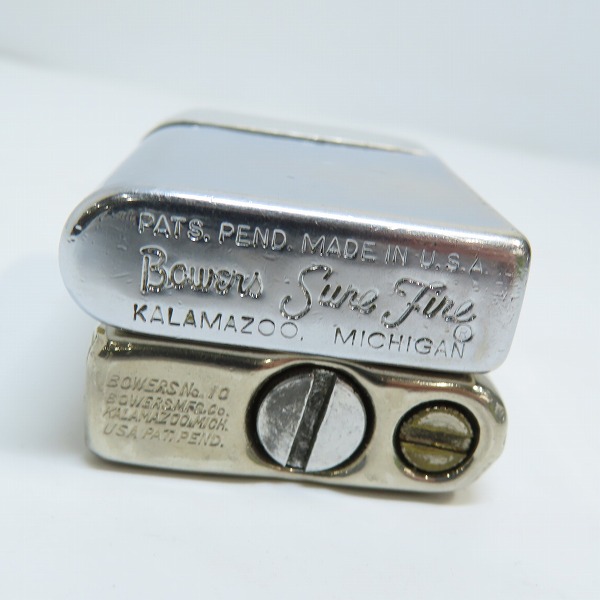 PATS. PEND. MADE IN U.S.A.
Bowers Sure Fire ®
KALAMAZOO, MICHIGAN
BOWERS No. 10
BOWERS.MFG.Co.
KALAMAZOO,MICH.
USA PAT. PEND.